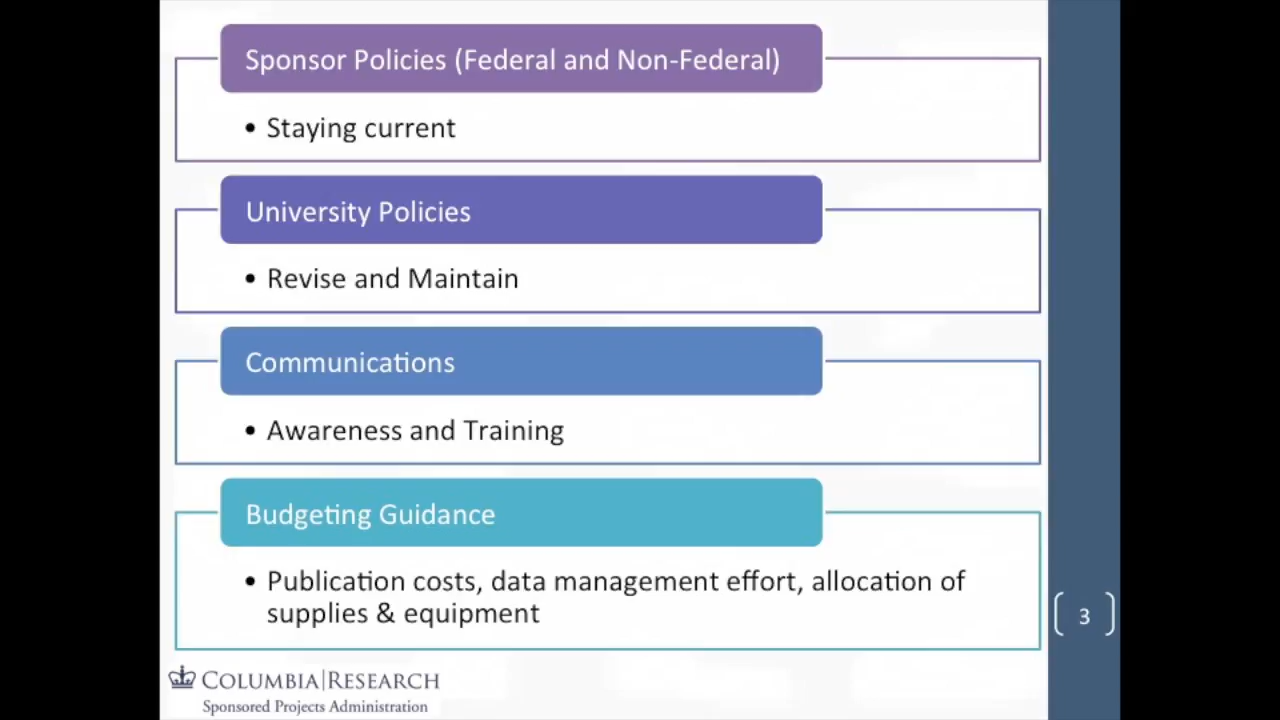 Sponsor Policies (Federal and Non-Federal)
• Staying current
University Policies
• Revise and Maintain
Communications
• Awareness and Training
Budgeting Guidance
• Publication costs, data management effort, allocation of
supplies & equipment
3
COLUMBIA|RESEARCH
Sponsored Projects Administration